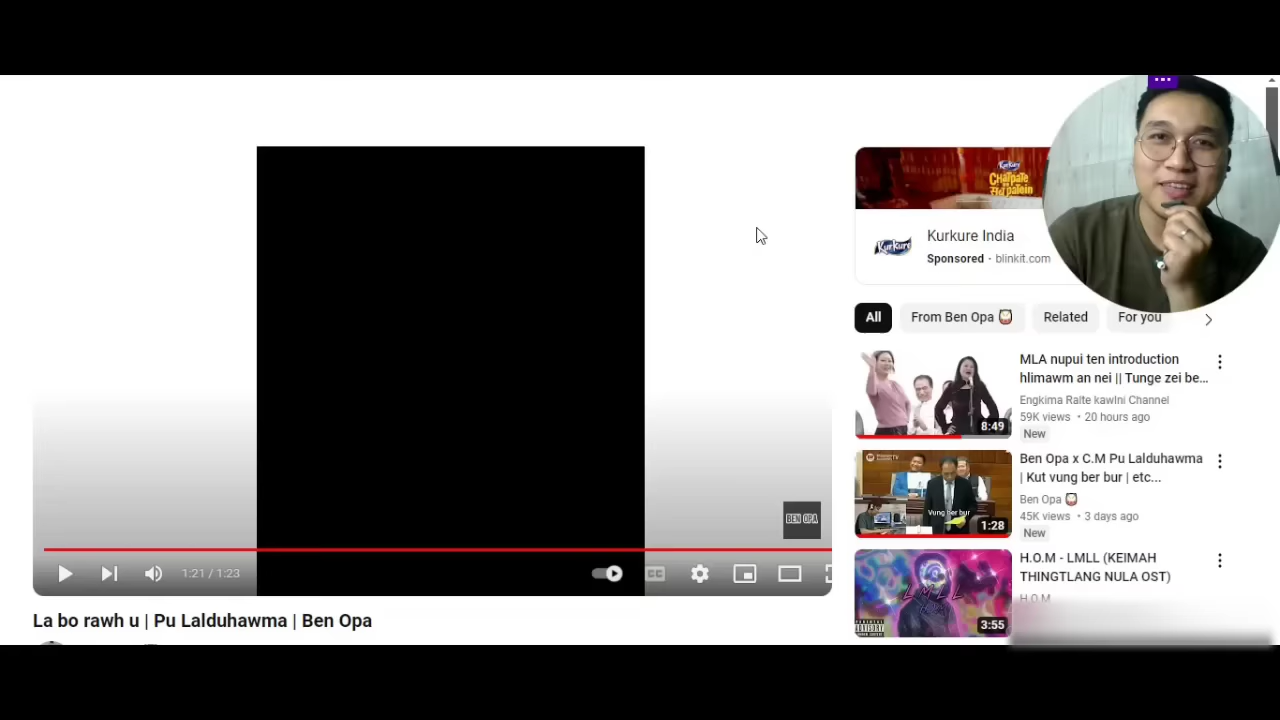 Kurkure
CHATPATE
Kurkure
Kurkure India
Sponsored · blinkit.com
All
From Ben Opa
Related
For you
MLA nupui ten introduction
hlimawm an nei || Tunge zei be...
Engkima Ralte kawlni Channel
59K views • 20 hours ago
New
8:49
Ben Opa x C.M Pu Lalduhawma
| Kut vung ber bur | etc...
Ben Opa
45K views • 3 days ago
New
Vung ber bur
1:28
H.O.M - LMLL (KEIMAH
THINGTLANG NULA OST)
H.O.M
LMLL
3:55
BEN OPA
1:21 / 1:23
CC
La bo rawh u | Pu Lalduhawma | Ben Opa